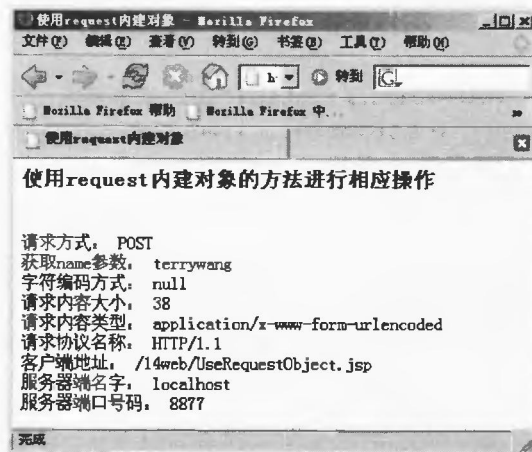 使用request内建对象 - Mozilla Firefox
文件(F) 编辑(E) 查看(V) 转到(G) 书签(B) 工具(T) 帮助(H)
h 转到 G
Mozilla Firefox 帮助 Mozilla Firefox 中...
使用request内建对象
使用request内建对象的方法进行相应操作
请求方式： POST
获取name参数： terrywang
字符编码方式： null
请求内容大小： 38
请求内容类型： application/x-www-form-urlencoded
请求协议名称： HTTP/1.1
客户端地址： /14web/UseRequestObject.jsp
服务器端名字： localhost
服务器端口号码： 8877
完成